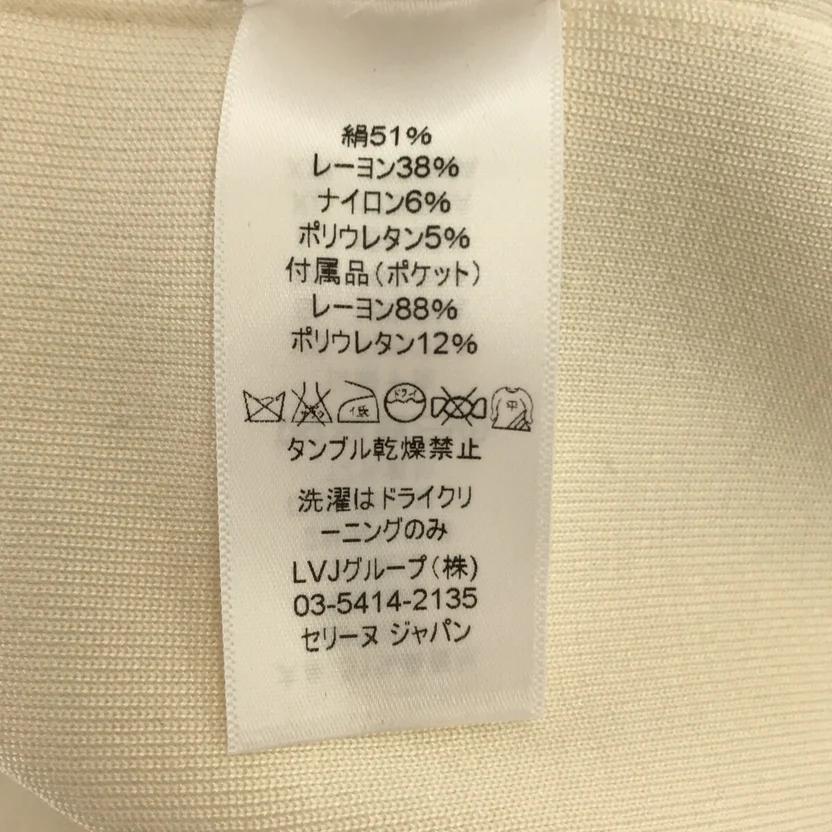 絹51%
レーヨン38%
ナイロン6%
ポリウレタン5%
付属品(ポケット)
レーヨン88%
ポリウレタン12%
ドライ 中
タンブル乾燥禁止
洗濯はドライクリ
ーニングのみ
LVJグループ(株)
03-5414-2135
セリーヌ ジャパン